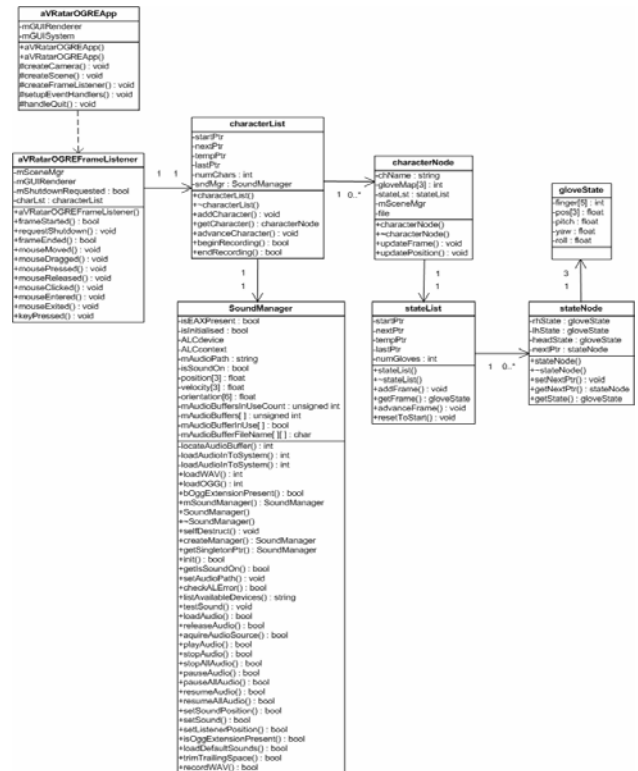 aVRatarOGREApp
-mGUIRenderer
-mGUISystem
+aVRatarOGREApp()
+aVRatarOGREApp()
#createCamera() : void
#createScene() : void
#createFrameListener() : void
#setupEventHandlers() : void
#handleQuit() : void
aVRatarOGREFrameListener
-mSceneMgr
-mGUIRenderer
-mShutdownRequested : bool
-charLst : characterList
+aVRatarOGREFrameListener()
+frameStarted() : bool
+requestShutdown() : void
+frameEnded() : bool
+mouseMoved() : void
+mouseDragged() : void
+mousePressed() : void
+mouseReleased() : void
+mouseClicked() : void
+mouseEntered() : void
+mouseExited() : void
+keyPressed() : void
1 1
characterList
-startPtr
-nextPtr
-tempPtr
-lastPtr
-numChars : int
-sndMgr : SoundManager
+characterList()
+~characterList()
+addCharacter() : void
+getCharacter() : characterNode
+advanceCharacter() : void
+beginRecording() : bool
+endRecording() : bool
1 0..*
characterNode
-chName : string
-gloveMap[3] : int
-stateLst : stateList
-mSceneMgr
-file
+characterNode()
+~characterNode()
+updateFrame() : void
+updatePosition() : void
gloveState
-finger[5] : int
-pos[3] : float
-pitch : float
-yaw : float
-roll : float
1
1
1
1
3
1
SoundManager
-isEAXPresent : bool
-isInitialised : bool
-ALCdevice
-ALCcontext
-mAudioPath : string
-isSoundOn : bool
-position[3] : float
-velocity[3] : float
-orientation[6] : float
-mAudioBuffersInUseCount : unsigned int
-mAudioBuffers[ ] : unsigned int
-mAudioBufferInUse[ ] : bool
-mAudioBufferFileName[ ][ ] : char
-locateAudioBuffer() : int
-loadAudioInToSystem() : int
-loadAudioInToSystem() : int
+loadWAV() : int
+loadOGG() : int
+bOggExtensionPresent() : bool
+mSoundManager() : SoundManager
+SoundManager()
+~SoundManager()
+selfDestruct() : void
+createManager() : SoundManager
+getSingletonPtr() : SoundManager
+init() : bool
+getIsSoundOn() : bool
+setAudioPath() : void
+checkALError() : bool
+listAvailableDevices() : string
+testSound() : void
+loadAudio() : bool
+releaseAudio() : bool
+aquireAudioSource() : bool
+playAudio() : bool
+stopAudio() : bool
+stopAllAudio() : bool
+pauseAudio() : bool
+pauseAllAudio() : bool
+resumeAudio() : bool
+resumeAllAudio() : bool
+setSoundPosition() : bool
+setSound() : bool
+setListenerPosition() : bool
+isOggExtensionPresent() : bool
+loadDefaultSounds() : bool
+trimTrailingSpace() : bool
+recordWAV() : bool
stateList
-startPtr
-nextPtr
-tempPtr
-lastPtr
-numGloves : int
+stateList()
+~stateList()
+addFrame() : void
+getFrame() : gloveState
+advanceFrame() : void
+resetToStart() : void
1 0..*
stateNode
-rhState : gloveState
-lhState : gloveState
-headState : gloveState
-nextPtr : stateNode
+stateNode()
+~stateNode()
+setNextPtr() : void
+getNextPtr() : stateNode
+getState() : gloveState